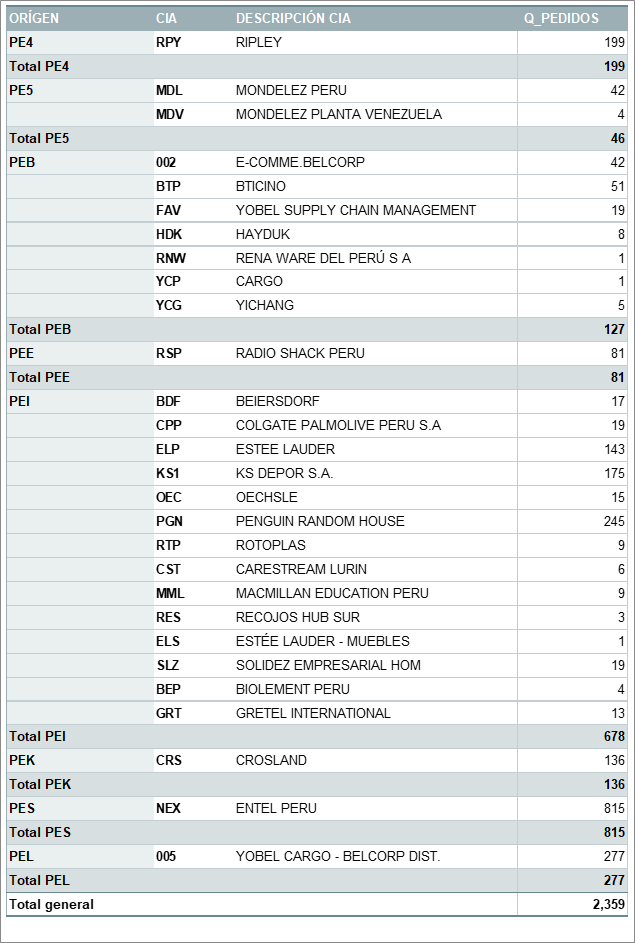 ORÍGEN CIA DESCRIPCIÓN CIA Q_PEDIDOS
PE4 RPY RIPLEY 199
Total PE4 199
PE5 MDL MONDELEZ PERU 42
MDV MONDELEZ PLANTA VENEZUELA 4
Total PE5 46
PEB 002 E-COMME.BELCORP 42
BTP BTICINO 51
FAV YOBEL SUPPLY CHAIN MANAGEMENT 19
HDK HAYDUK 8
RNW RENA WARE DEL PERÚ S A 1
YCP CARGO 1
YCG YICHANG 5
Total PEB 127
PEE RSP RADIO SHACK PERU 81
Total PEE 81
PEI BDF BEIERSDORF 17
CPP COLGATE PALMOLIVE PERU S.A 19
ELP ESTEE LAUDER 143
KS1 KS DEPOR S.A. 175
OEC OECHSLE 15
PGN PENGUIN RANDOM HOUSE 245
RTP ROTOPLAS 9
CST CARESTREAM LURIN 6
MML MACMILLAN EDUCATION PERU 9
RES RECOJOS HUB SUR 3
ELS ESTÉE LAUDER - MUEBLES 1
SLZ SOLIDEZ EMPRESARIAL HOM 19
BEP BIOLEMENT PERU 4
GRT GRETEL INTERNATIONAL 13
Total PEI 678
PEK CRS CROSLAND 136
Total PEK 136
PES NEX ENTEL PERU 815
Total PES 815
PEL 005 YOBEL CARGO - BELCORP DIST. 277
Total PEL 277
Total general 2,359